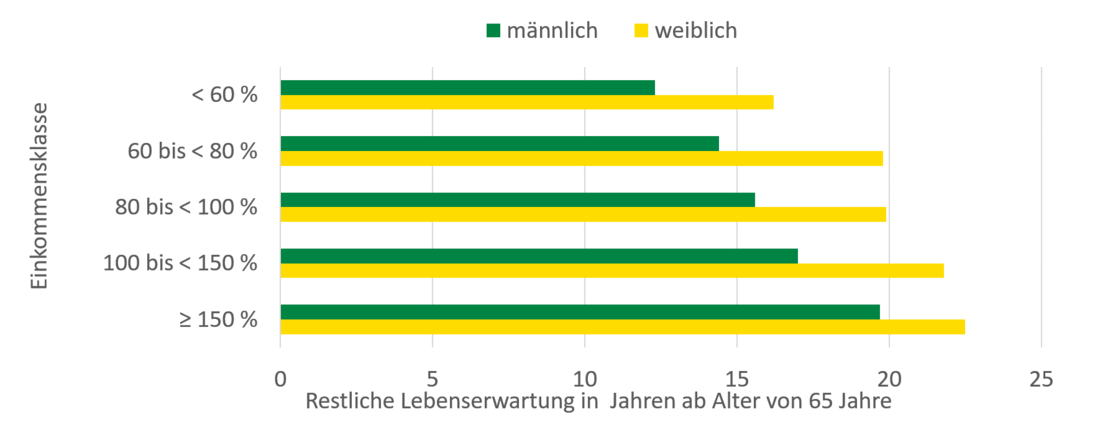 männlich weiblich
Einkommensklasse
< 60 %
60 bis < 80 %
80 bis < 100 %
100 bis < 150 %
≥ 150 %
0 5 10 15 20 25
Restliche Lebenserwartung in  Jahren ab Alter von 65 Jahre